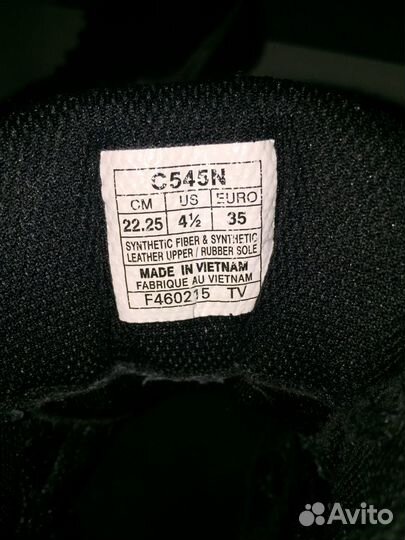 C545N
CM US EURO
22.25 4½ 35
SYNTHETIC FIBER & SYNTHETIC
LEATHER UPPER / RUBBER SOLE
MADE IN VIETNAM
FABRIQUE AU VIETNAM
F460215 TV
Avito